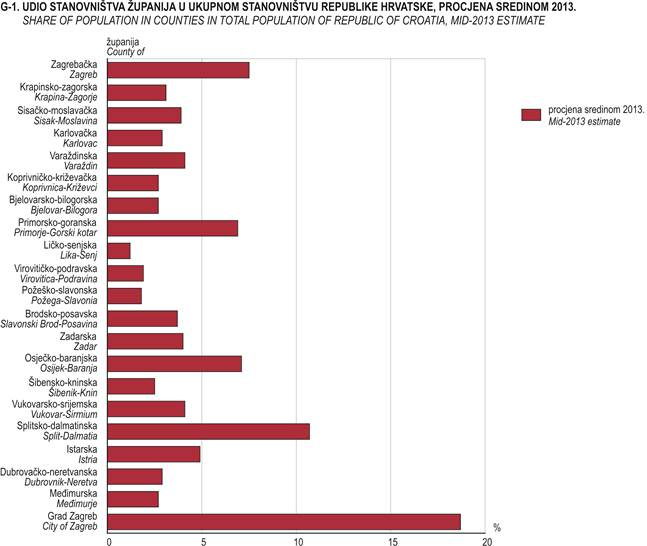 G-1. UDIO STANOVNIŠTVA ŽUPANIJA U UKUPNOM STANOVNIŠTVU REPUBLIKE HRVATSKE, PROCJENA SREDINOM 2013.
SHARE OF POPULATION IN COUNTIES IN TOTAL POPULATION OF REPUBLIC OF CROATIA, MID-2013 ESTIMATE
županija
County of
Zagrebačka
Zagreb
Krapinsko-zagorska
Krapina-Zagorje
Sisačko-moslavačka
Sisak-Moslavina
Karlovačka
Karlovac
Varaždinska
Varaždin
Koprivničko-križevačka
Koprivnica-Križevci
Bjelovarsko-bilogorska
Bjelovar-Bilogora
Primorsko-goranska
Primorje-Gorski kotar
Ličko-senjska
Lika-Senj
Virovitičko-podravska
Virovitica-Podravina
Požeško-slavonska
Požega-Slavonia
Brodsko-posavska
Slavonski Brod-Posavina
Zadarska
Zadar
Osječko-baranjska
Osijek-Baranja
Šibensko-kninska
Šibenik-Knin
Vukovarsko-srijemska
Vukovar-Sirmium
Splitsko-dalmatinska
Split-Dalmatia
Istarska
Istria
Dubrovačko-neretvanska
Dubrovnik-Neretva
Međimurska
Međimurje
Grad Zagreb
City of Zagreb
0 5 10 15 20
%
procjena sredinom 2013.
Mid-2013 estimate